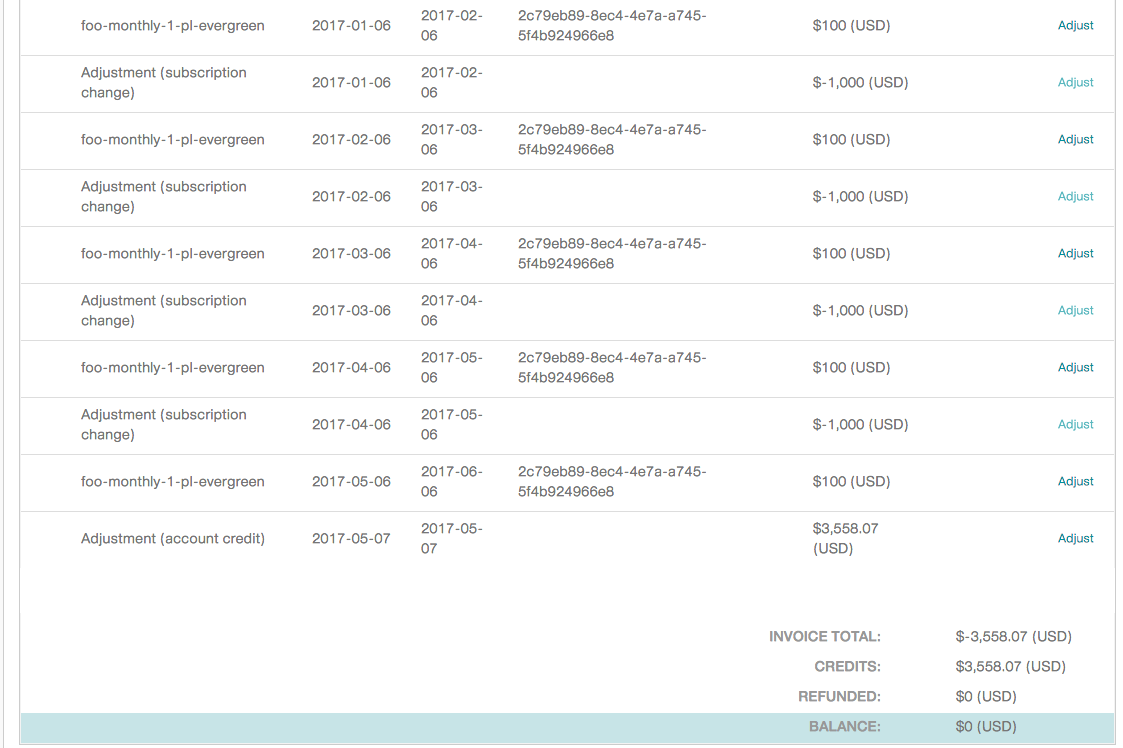 foo-monthly-1-pl-evergreen 2017-01-06 2017-02-06 2c79eb89-8ec4-4e7a-a745-5f4b924966e8 $100 (USD) Adjust
Adjustment (subscription change) 2017-01-06 2017-02-06 $-1,000 (USD) Adjust
foo-monthly-1-pl-evergreen 2017-02-06 2017-03-06 2c79eb89-8ec4-4e7a-a745-5f4b924966e8 $100 (USD) Adjust
Adjustment (subscription change) 2017-02-06 2017-03-06 $-1,000 (USD) Adjust
foo-monthly-1-pl-evergreen 2017-03-06 2017-04-06 2c79eb89-8ec4-4e7a-a745-5f4b924966e8 $100 (USD) Adjust
Adjustment (subscription change) 2017-03-06 2017-04-06 $-1,000 (USD) Adjust
foo-monthly-1-pl-evergreen 2017-04-06 2017-05-06 2c79eb89-8ec4-4e7a-a745-5f4b924966e8 $100 (USD) Adjust
Adjustment (subscription change) 2017-04-06 2017-05-06 $-1,000 (USD) Adjust
foo-monthly-1-pl-evergreen 2017-05-06 2017-06-06 2c79eb89-8ec4-4e7a-a745-5f4b924966e8 $100 (USD) Adjust
Adjustment (account credit) 2017-05-07 2017-05-07 $3,558.07 (USD) Adjust
INVOICE TOTAL: $-3,558.07 (USD)
CREDITS: $3,558.07 (USD)
REFUNDED: $0 (USD)
BALANCE: $0 (USD)